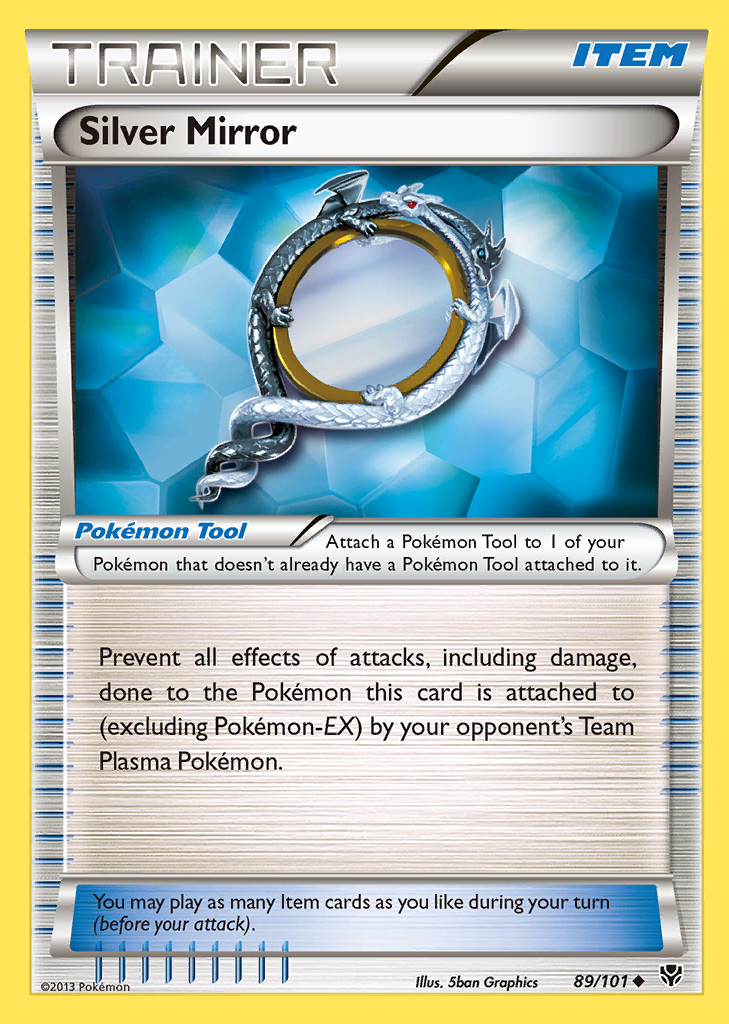 TRAINER
ITEM
Silver Mirror
Pokémon Tool
Attach a Pokémon Tool to 1 of your
Pokémon that doesn't already have a Pokémon Tool attached to it.
Prevent all effects of attacks, including damage,
done to the Pokémon this card is attached to
(excluding Pokémon-EX) by your opponent's Team
Plasma Pokémon.
You may play as many Item cards as you like during your turn
(before your attack).
©2013 Pokémon
Illus. 5ban Graphics
89/101